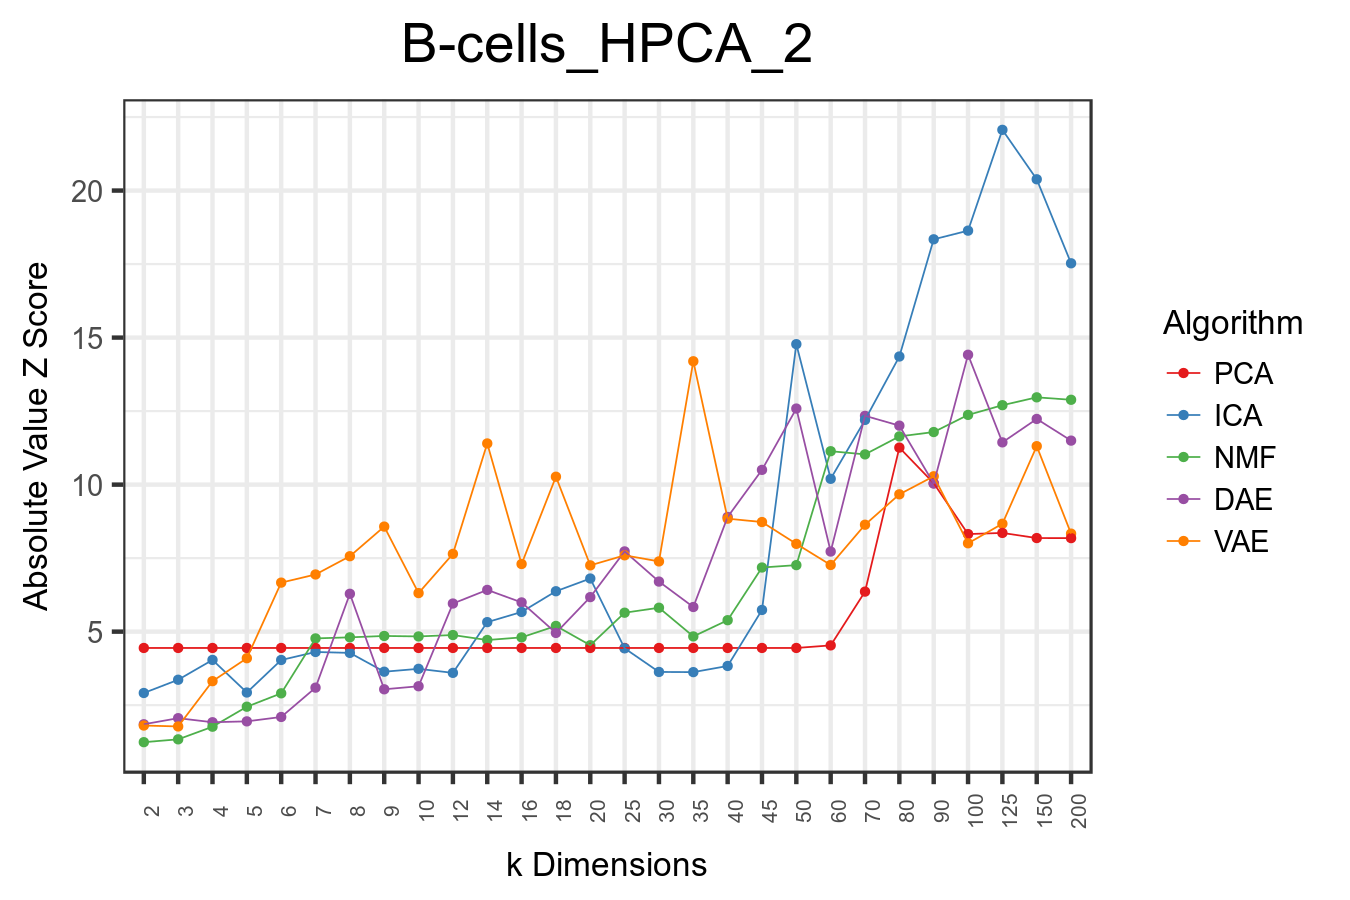 B-cells_HPCA_2
Absolute Value Z Score
20
15
10
5
2 3 4 5 6 7 8 9 10 12 14 16 18 20 25 30 35 40 45 50 60 70 80 90 100 125 150 200
k Dimensions
Algorithm
PCA
ICA
NMF
DAE
VAE